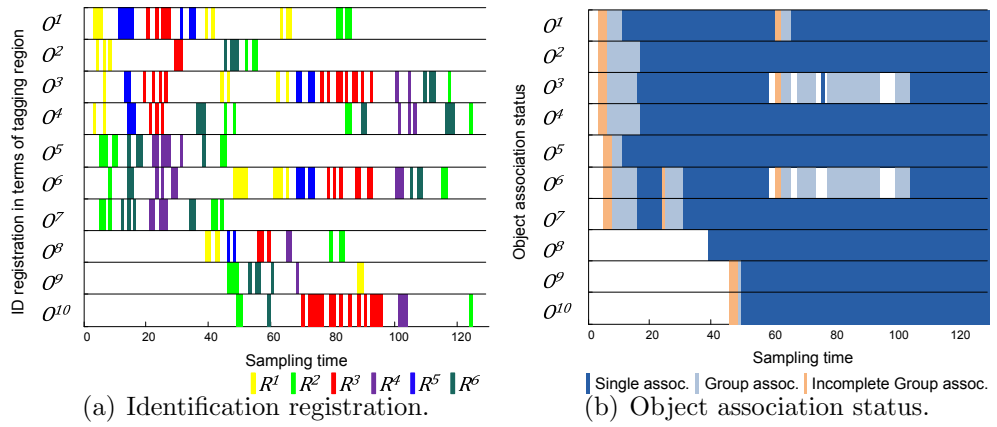 ID registration in terms of tagging region
O¹
O²
O³
O⁴
O⁵
O⁶
O⁷
O⁸
O⁹
O¹⁰
0 20 40 60 80 100 120
Sampling time
R¹ R² R³ R⁴ R⁵ R⁶
(a) Identification registration.
Object association status
O¹
O²
O³
O⁴
O⁵
O⁶
O⁷
O⁸
O⁹
O¹⁰
0 20 40 60 80 100 120
Sampling time
Single assoc. Group assoc. Incomplete Group assoc.
(b) Object association status.